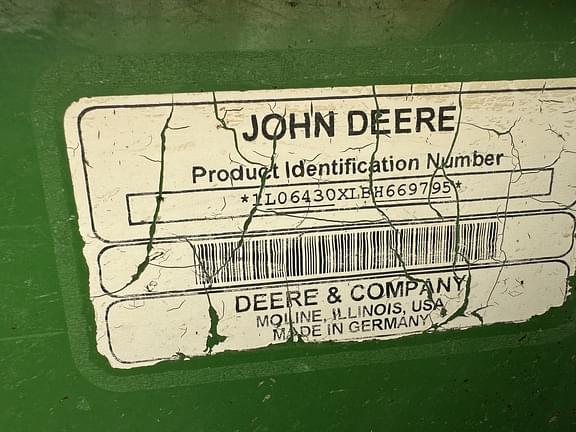 JOHN DEERE
Product Identification Number
*1L06430XLBH669795*
DEERE & COMPANY
MOLINE, ILLINOIS, USA
MADE IN GERMANY